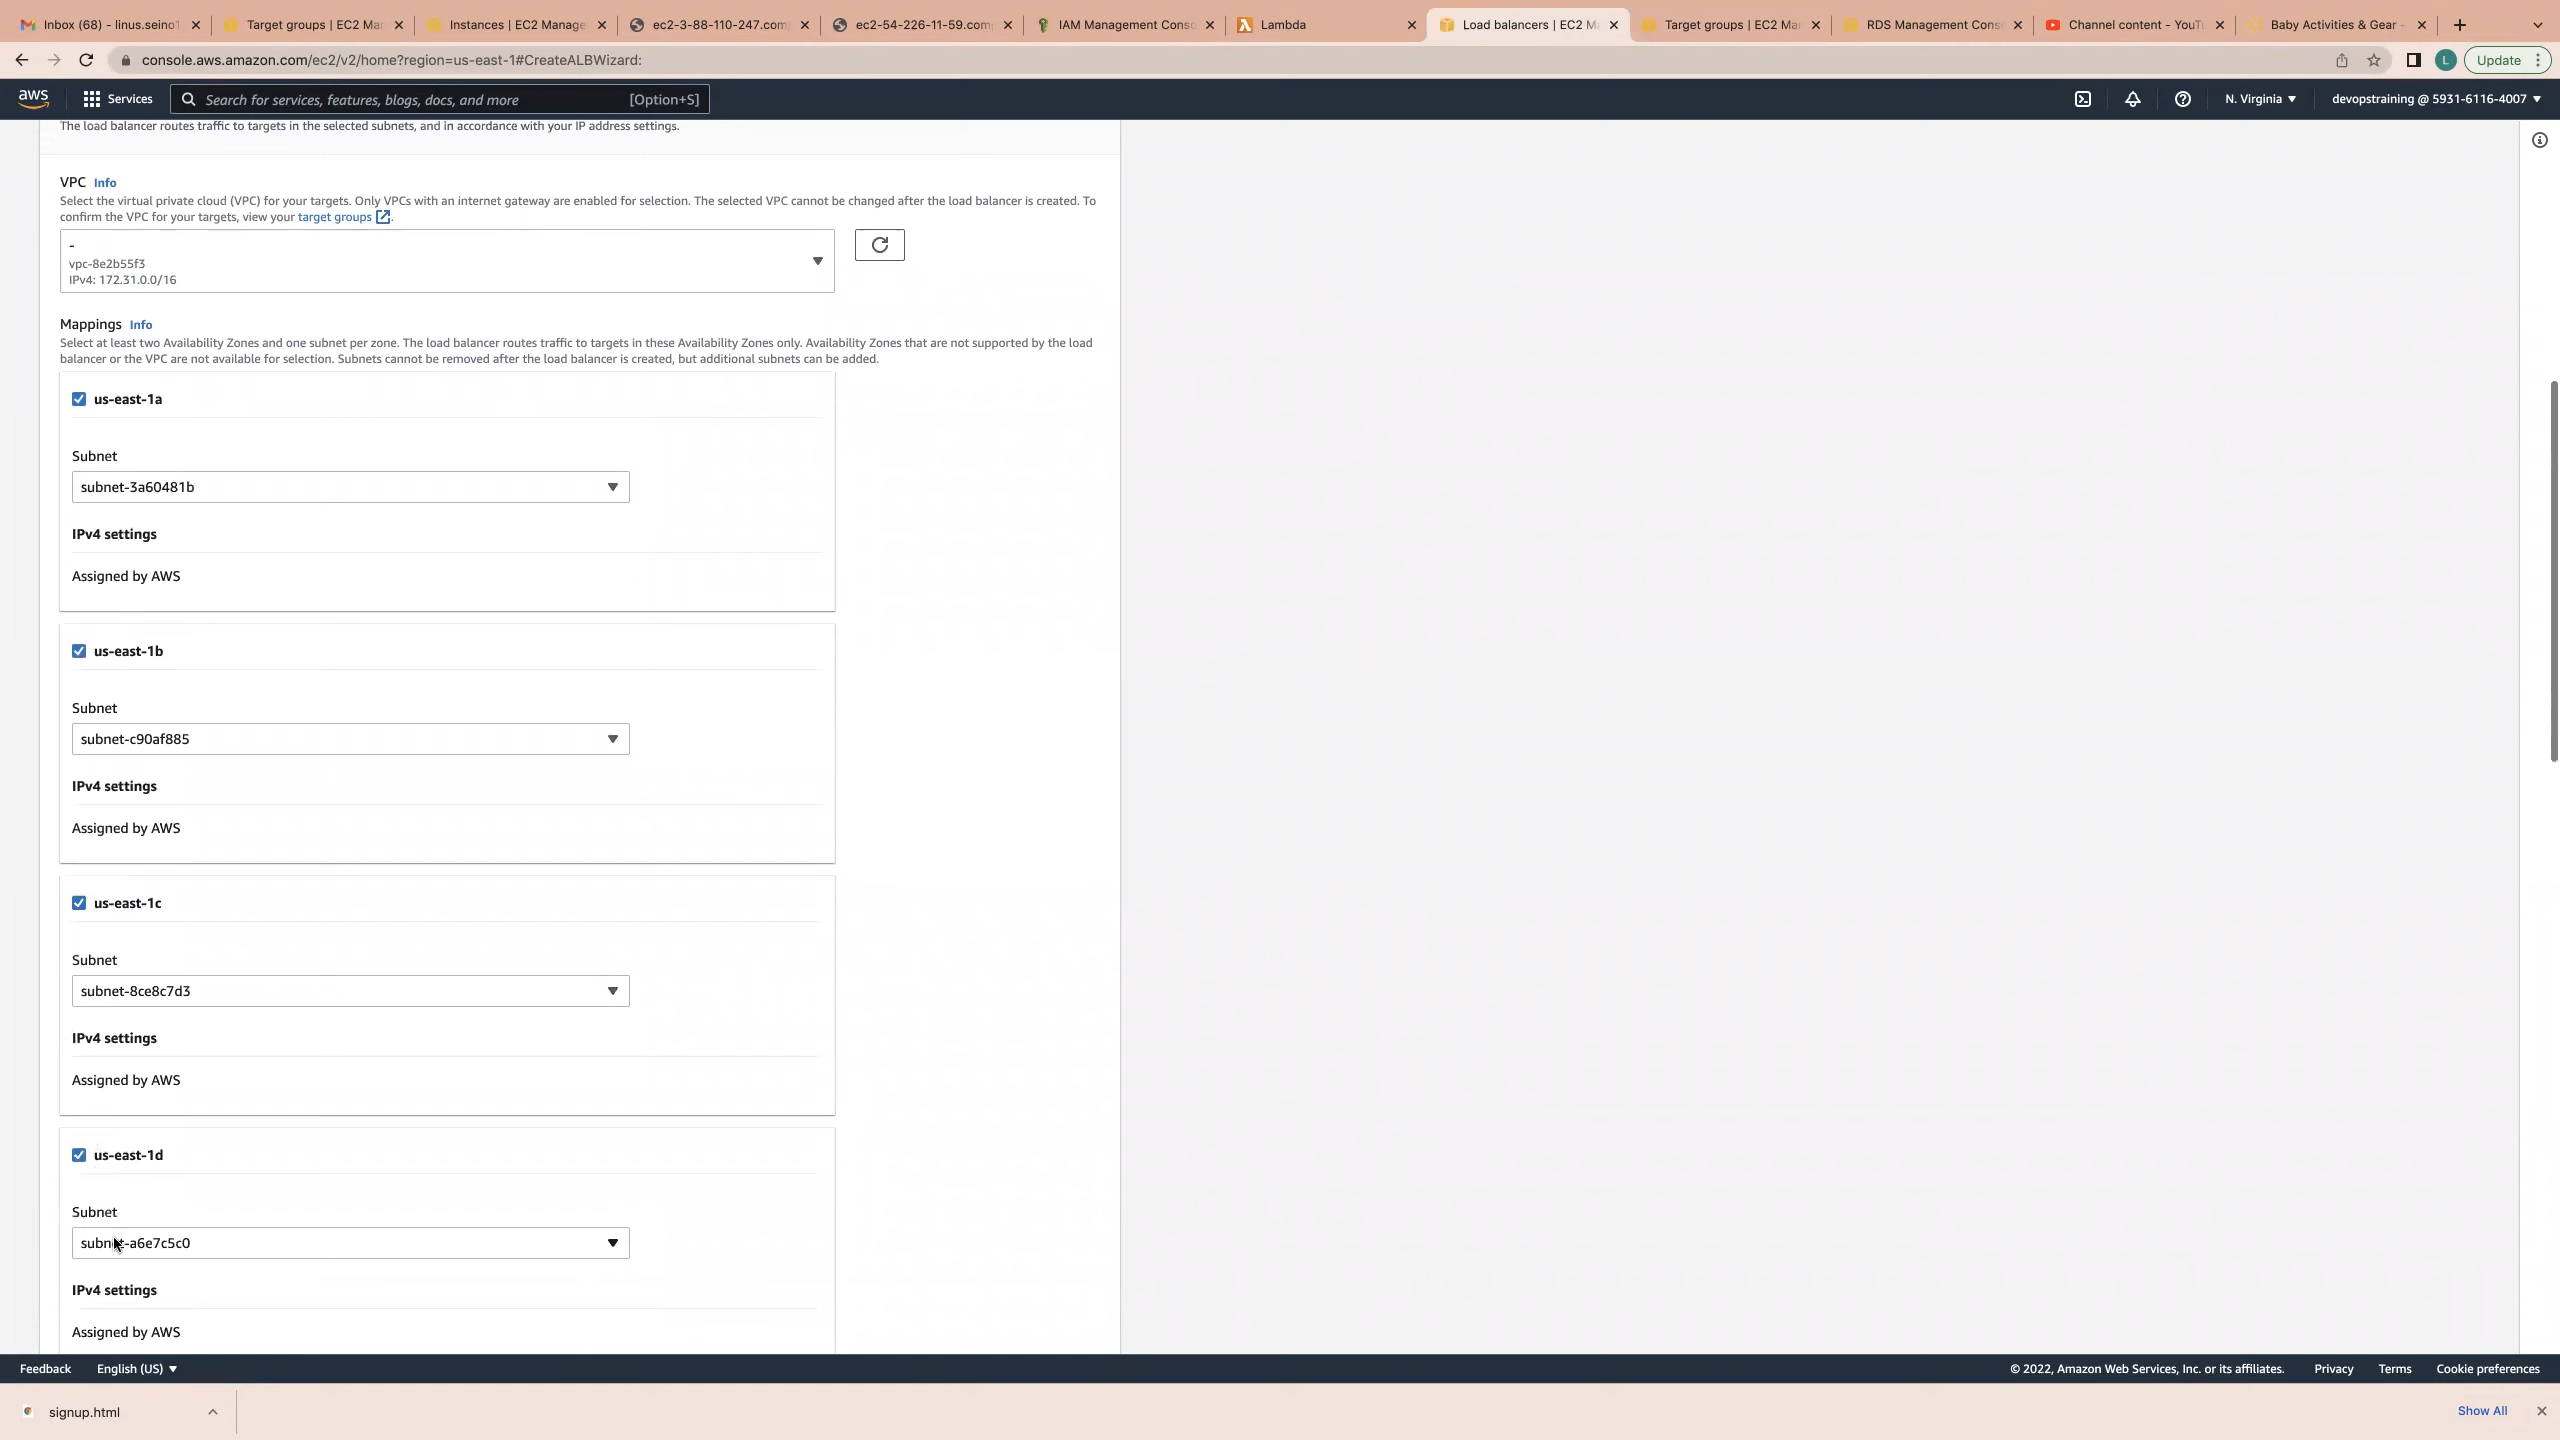 Inbox (68) - linus.seino1
Target groups | EC2 Mar
Instances | EC2 Manage
ec2-3-88-110-247.com
ec2-54-226-11-59.com
IAM Management Cons
Lambda
Load balancers | EC2 M
Target groups | EC2 Mar
RDS Management Cons
Channel content - YouTu
Baby Activities & Gear -
console.aws.amazon.com/ec2/v2/home?region=us-east-1#CreateALBWizard:
L
Update
aws
Services
Search for services, features, blogs, docs, and more
[Option+S]
N. Virginia
devopstraining @ 5931-6116-4007
The load balancer routes traffic to targets in the selected subnets, and in accordance with your IP address settings.
VPC Info
Select the virtual private cloud (VPC) for your targets. Only VPCs with an internet gateway are enabled for selection. The selected VPC cannot be changed after the load balancer is created. To
confirm the VPC for your targets, view your target groups.
-
vpc-8e2b55f3
IPv4: 172.31.0.0/16
Mappings Info
Select at least two Availability Zones and one subnet per zone. The load balancer routes traffic to targets in these Availability Zones only. Availability Zones that are not supported by the load
balancer or the VPC are not available for selection. Subnets cannot be removed after the load balancer is created, but additional subnets can be added.
us-east-1a
Subnet
subnet-3a60481b
IPv4 settings
Assigned by AWS
us-east-1b
Subnet
subnet-c90af885
IPv4 settings
Assigned by AWS
us-east-1c
Subnet
subnet-8ce8c7d3
IPv4 settings
Assigned by AWS
us-east-1d
Subnet
subnet-a6e7c5c0
IPv4 settings
Assigned by AWS
Feedback
English (US)
© 2022, Amazon Web Services, Inc. or its affiliates.
Privacy
Terms
Cookie preferences
signup.html
Show All